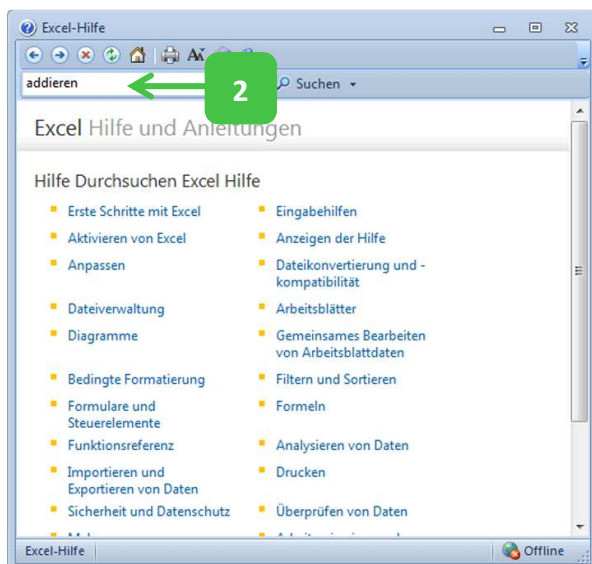 Excel-Hilfe
addieren
2
Suchen
Excel Hilfe und Anleitungen
Hilfe Durchsuchen Excel Hilfe
Erste Schritte mit Excel
Eingabehilfen
Aktivieren von Excel
Anzeigen der Hilfe
Anpassen
Dateikonvertierung und -
kompatibilität
Dateiverwaltung
Arbeitsblätter
Diagramme
Gemeinsames Bearbeiten
von Arbeitsblattdaten
Bedingte Formatierung
Filtern und Sortieren
Formulare und
Steuerelemente
Formeln
Funktionsreferenz
Analysieren von Daten
Importieren und
Exportieren von Daten
Drucken
Sicherheit und Datenschutz
Überprüfen von Daten
Excel-Hilfe
Offline